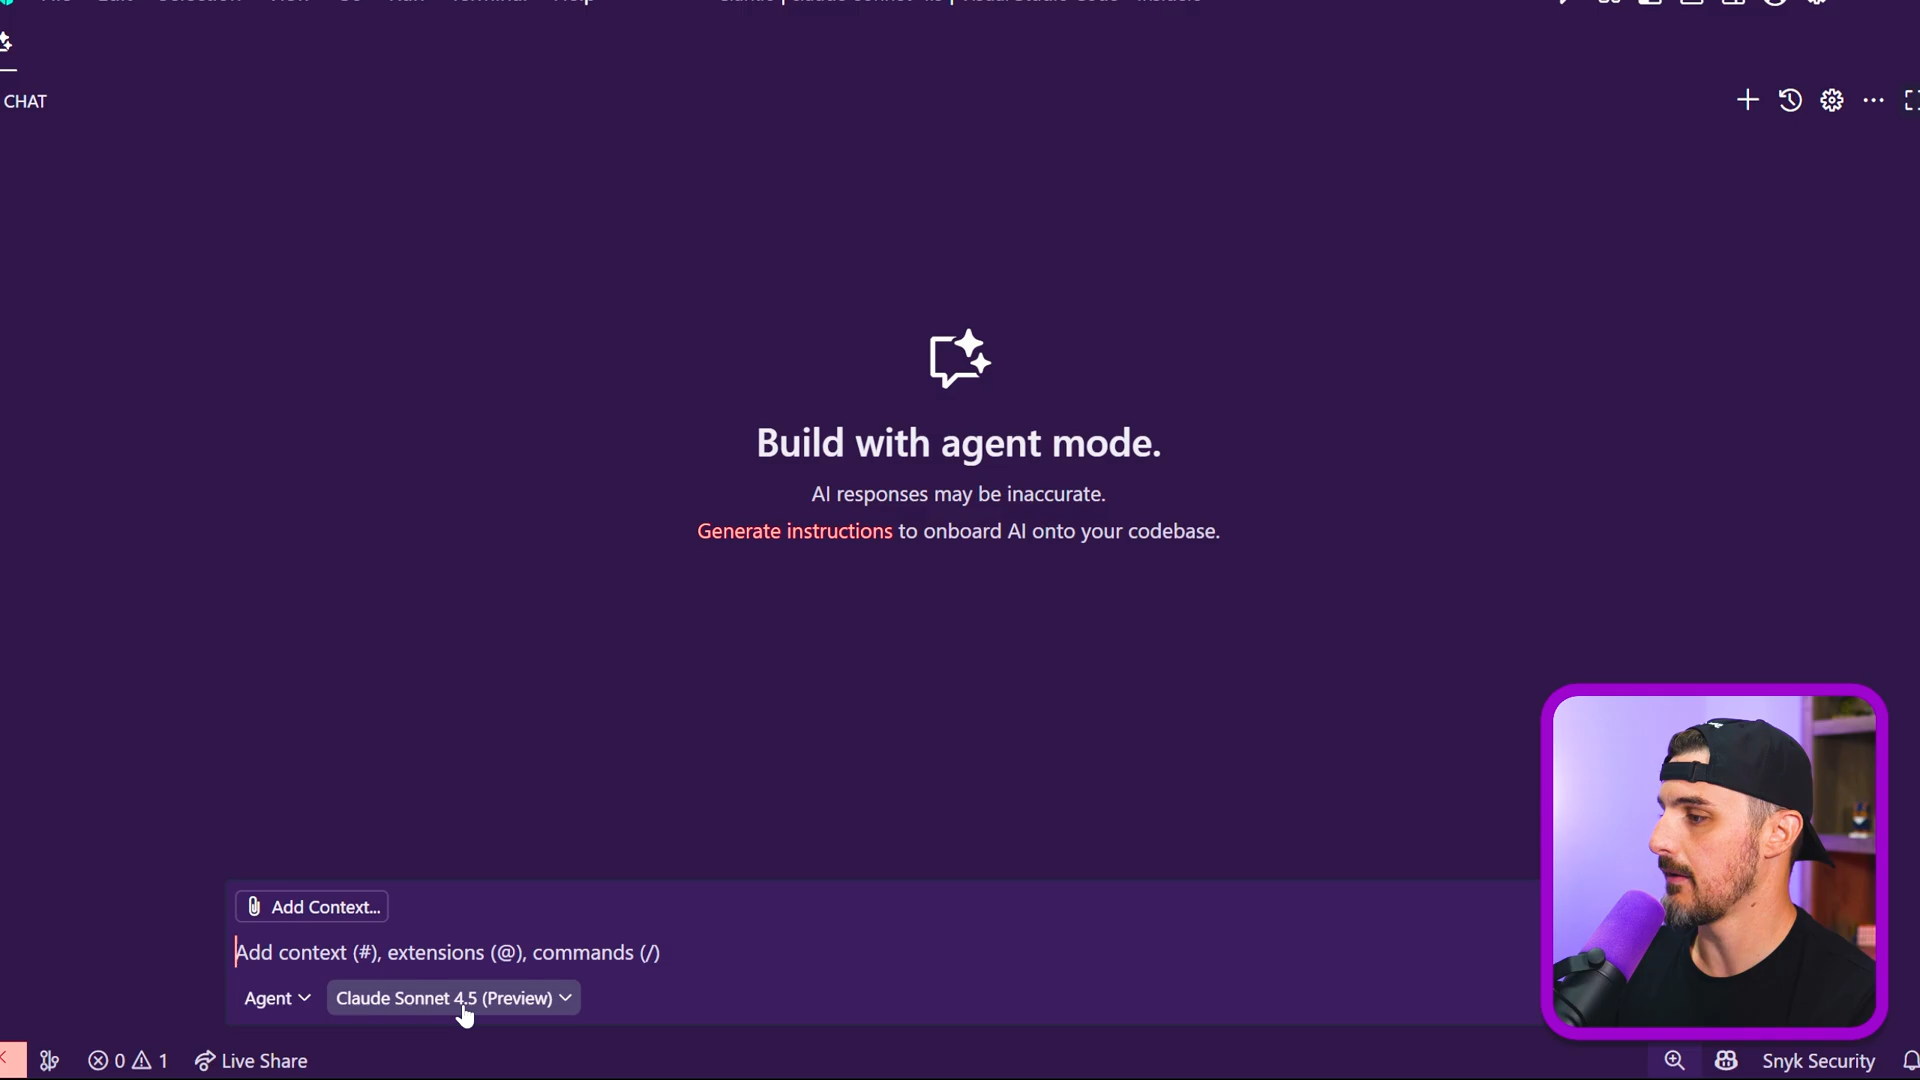 CHAT
Build with agent mode.
AI responses may be inaccurate.
Generate instructions to onboard AI onto your codebase.
Add Context...
Add context (#), extensions (@), commands (/)
Agent
Claude Sonnet 4.5 (Preview)
0 1 Live Share
Snyk Security